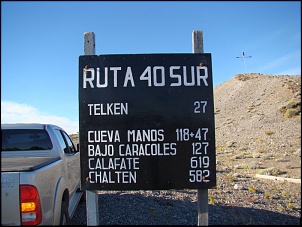 RUTA 40 SUR
TELKEN 27
CUEVA MANOS 118+47
BAJO CARACOLES 127
CALAFATE 619
CHALTEN 582